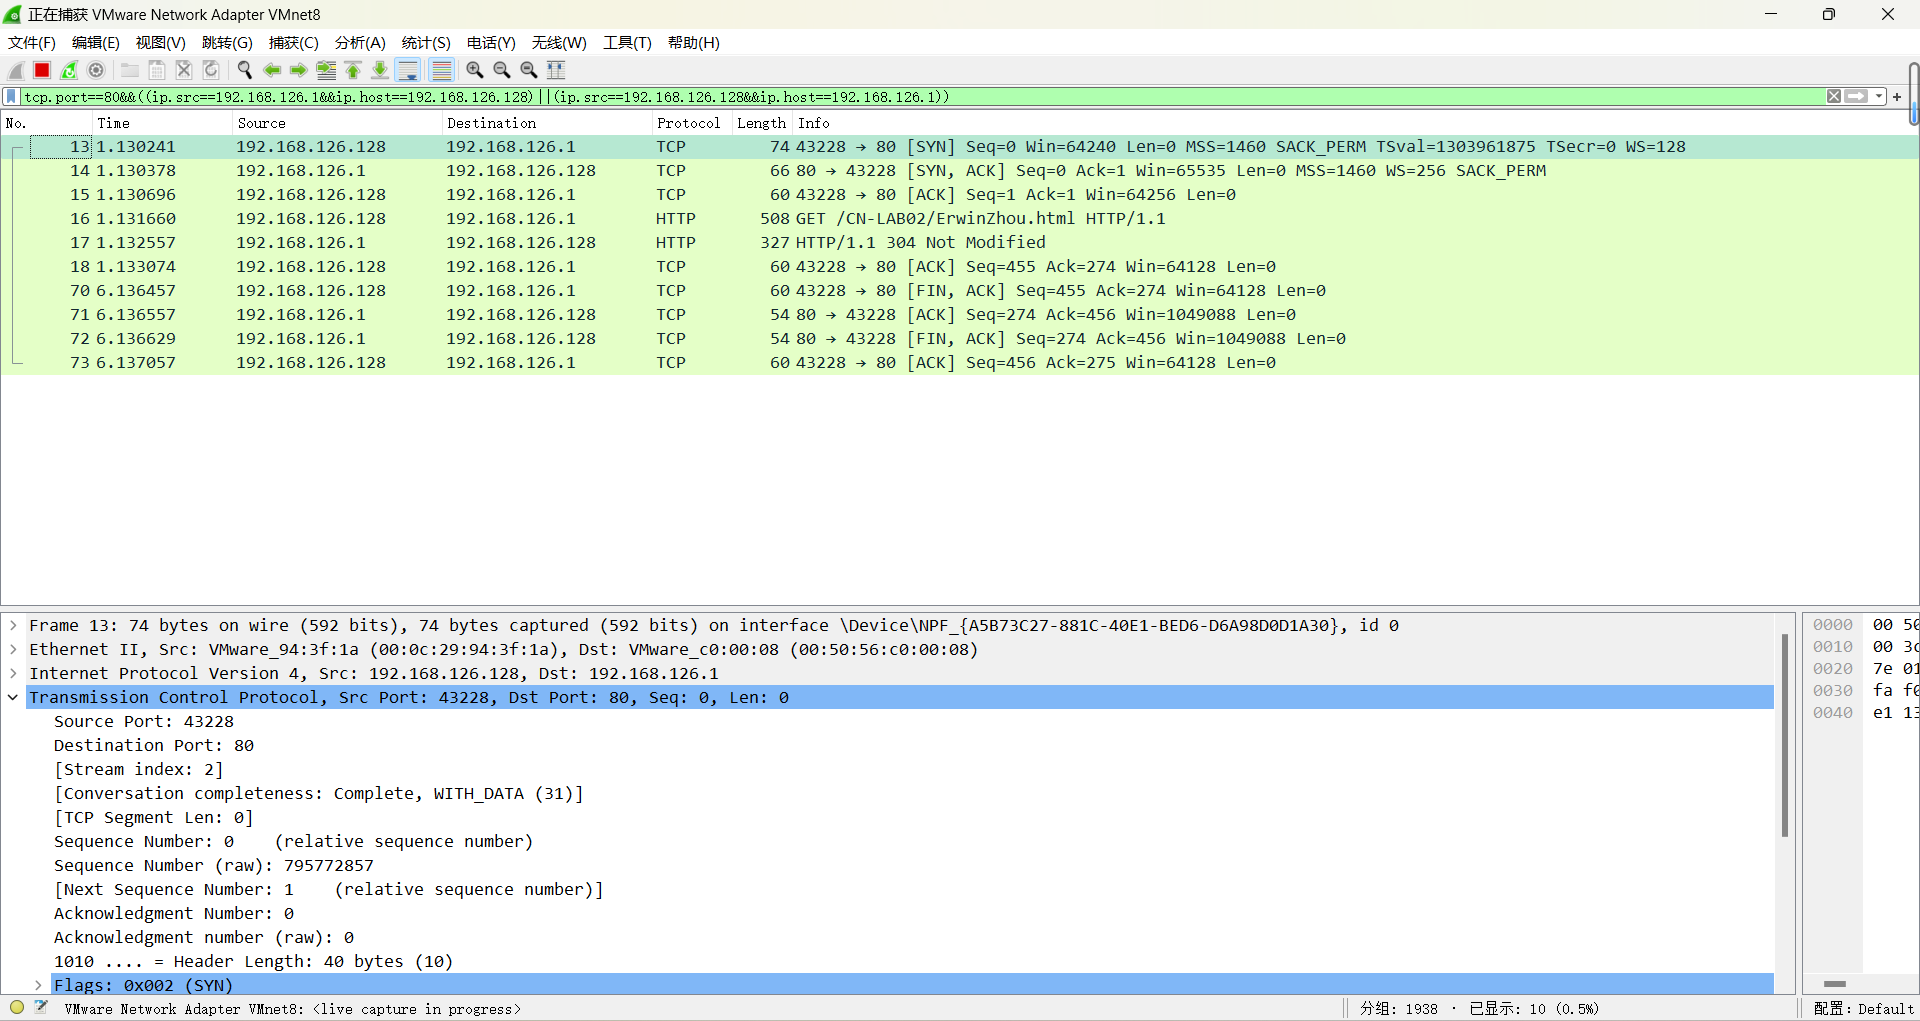 正在捕获 VMware Network Adapter VMnet8
文件(F) 编辑(E) 视图(V) 跳转(G) 捕获(C) 分析(A) 统计(S) 电话(Y) 无线(W) 工具(T) 帮助(H)
tcp.port==80&&((ip.src==192.168.126.1&&ip.host==192.168.126.128)||(ip.src==192.168.126.128&&ip.host==192.168.126.1))
No. Time Source Destination Protocol Length Info
13 1.130241 192.168.126.128 192.168.126.1 TCP 74 43228 → 80 [SYN] Seq=0 Win=64240 Len=0 MSS=1460 SACK_PERM TSval=1303961875 TSecr=0 WS=128
14 1.130378 192.168.126.1 192.168.126.128 TCP 66 80 → 43228 [SYN, ACK] Seq=0 Ack=1 Win=65535 Len=0 MSS=1460 WS=256 SACK_PERM
15 1.130696 192.168.126.128 192.168.126.1 TCP 60 43228 → 80 [ACK] Seq=1 Ack=1 Win=64256 Len=0
16 1.131660 192.168.126.128 192.168.126.1 HTTP 508 GET /CN-LAB02/ErwinZhou.html HTTP/1.1
17 1.132557 192.168.126.1 192.168.126.128 HTTP 327 HTTP/1.1 304 Not Modified
18 1.133074 192.168.126.128 192.168.126.1 TCP 60 43228 → 80 [ACK] Seq=455 Ack=274 Win=64128 Len=0
70 6.136457 192.168.126.128 192.168.126.1 TCP 60 43228 → 80 [FIN, ACK] Seq=455 Ack=274 Win=64128 Len=0
71 6.136557 192.168.126.1 192.168.126.128 TCP 54 80 → 43228 [ACK] Seq=274 Ack=456 Win=1049088 Len=0
72 6.136629 192.168.126.1 192.168.126.128 TCP 54 80 → 43228 [FIN, ACK] Seq=274 Ack=456 Win=1049088 Len=0
73 6.137057 192.168.126.128 192.168.126.1 TCP 60 43228 → 80 [ACK] Seq=456 Ack=275 Win=64128 Len=0
Frame 13: 74 bytes on wire (592 bits), 74 bytes captured (592 bits) on interface \Device\NPF_{A5B73C27-881C-40E1-BED6-D6A98D0D1A30}, id 0
Ethernet II, Src: VMware_94:3f:1a (00:0c:29:94:3f:1a), Dst: VMware_c0:00:08 (00:50:56:c0:00:08)
Internet Protocol Version 4, Src: 192.168.126.128, Dst: 192.168.126.1
Transmission Control Protocol, Src Port: 43228, Dst Port: 80, Seq: 0, Len: 0
Source Port: 43228
Destination Port: 80
[Stream index: 2]
[Conversation completeness: Complete, WITH_DATA (31)]
[TCP Segment Len: 0]
Sequence Number: 0 (relative sequence number)
Sequence Number (raw): 795772857
[Next Sequence Number: 1 (relative sequence number)]
Acknowledgment Number: 0
Acknowledgment number (raw): 0
1010 .... = Header Length: 40 bytes (10)
Flags: 0x002 (SYN)
0000 00 50
0010 00 3c
0020 7e 01
0030 fa f0
0040 e1 13
VMware Network Adapter VMnet8: <live capture in progress>
分组: 1938 · 已显示: 10 (0.5%)
配置: Default